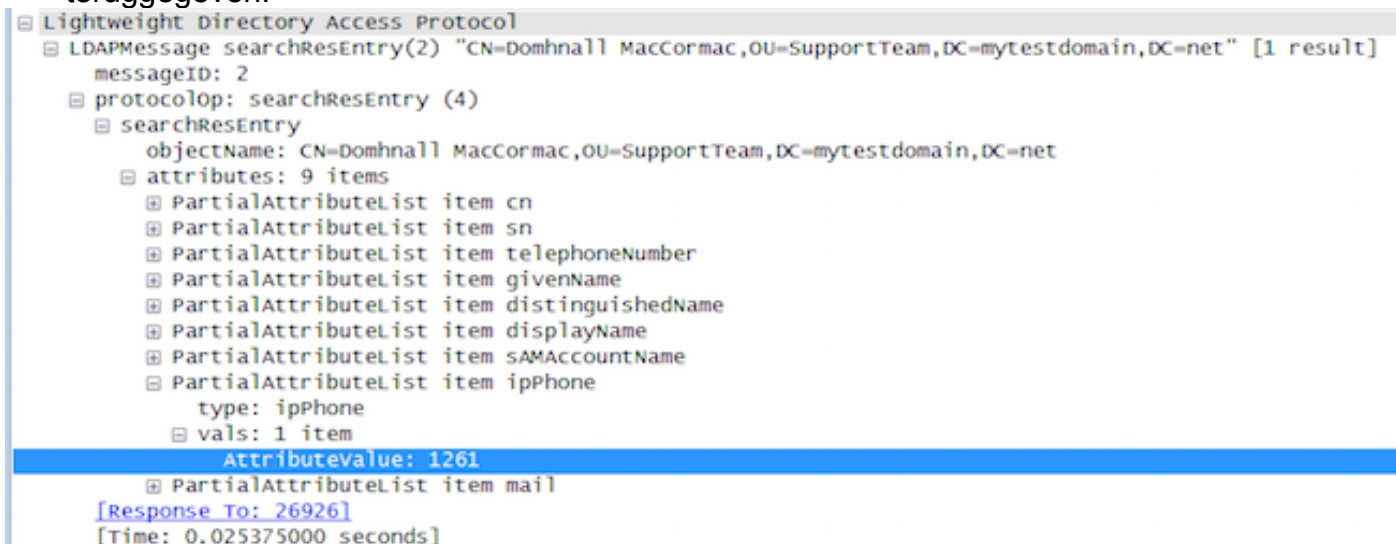 teruggegeven.
Lightweight Directory Access Protocol
LDAPMessage searchResEntry(2) "CN=Domhnall MacCormac,OU=SupportTeam,DC=mytestdomain,DC=net" [1 result]
messageID: 2
protocolOp: searchResEntry (4)
searchResEntry
objectName: CN=Domhnall MacCormac,OU=SupportTeam,DC=mytestdomain,DC=net
attributes: 9 items
PartialAttributeList item cn
PartialAttributeList item sn
PartialAttributeList item telephoneNumber
PartialAttributeList item givenName
PartialAttributeList item distinguishedName
PartialAttributeList item displayName
PartialAttributeList item sAMAccountName
PartialAttributeList item ipPhone
type: ipPhone
vals: 1 item
AttributeValue: 1261
PartialAttributeList item mail
[Response To: 26926]
[Time: 0.025375000 seconds]